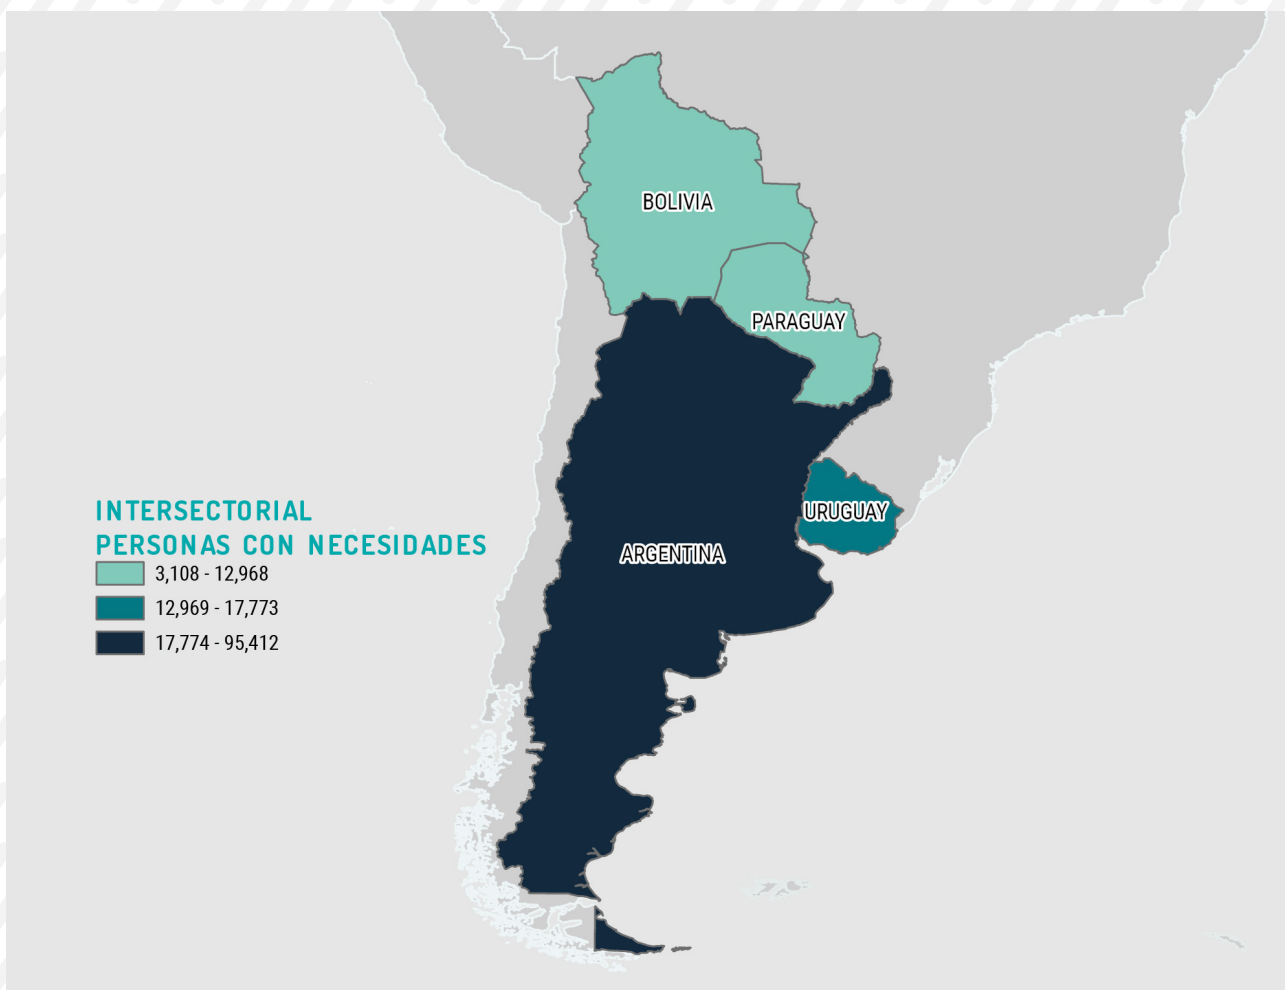 BOLIVIA
PARAGUAY
URUGUAY
ARGENTINA
INTERSECTORIAL
PERSONAS CON NECESIDADES
3,108 - 12,968
12,969 - 17,773
17,774 - 95,412